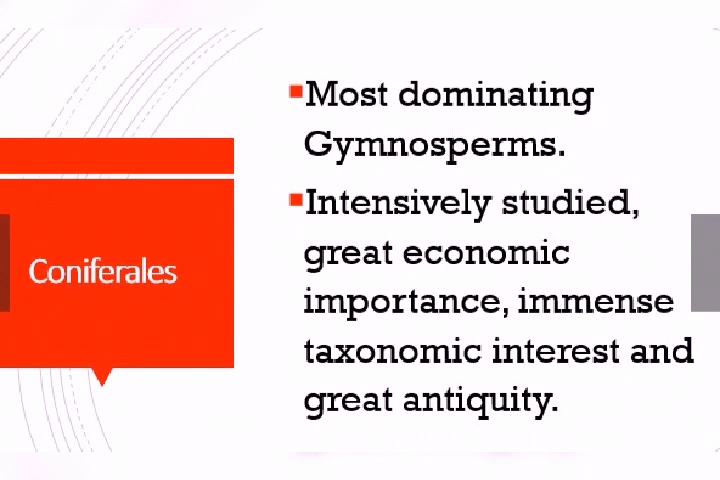 Coniferales
Most dominating
Gymnosperms.
Intensively studied,
great economic
importance, immense
taxonomic interest and
great antiquity.